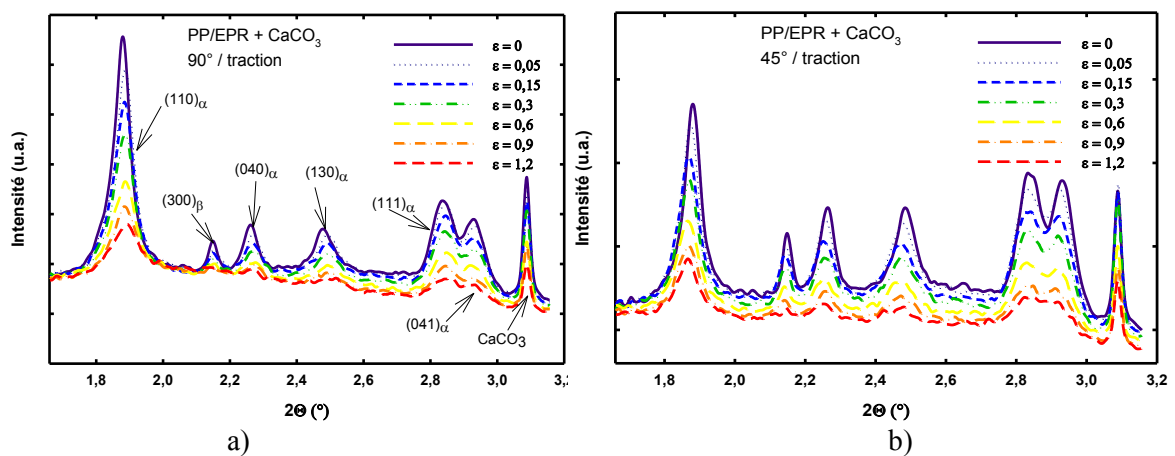 PP/EPR + CaCO3
90° / traction
ε = 0
ε = 0,05
ε = 0,15
ε = 0,3
ε = 0,6
ε = 0,9
ε = 1,2
(110)α
(300)β
(040)α
(130)α
(111)α
(041)α
CaCO3
Intensité (u.a.)
1,8 2,0 2,2 2,4 2,6 2,8 3,0 3,2
2Θ (°)
a)
PP/EPR + CaCO3
45° / traction
ε = 0
ε = 0,05
ε = 0,15
ε = 0,3
ε = 0,6
ε = 0,9
ε = 1,2
Intensité (u.a.)
1,8 2,0 2,2 2,4 2,6 2,8 3,0 3,2
2Θ (°)
b)